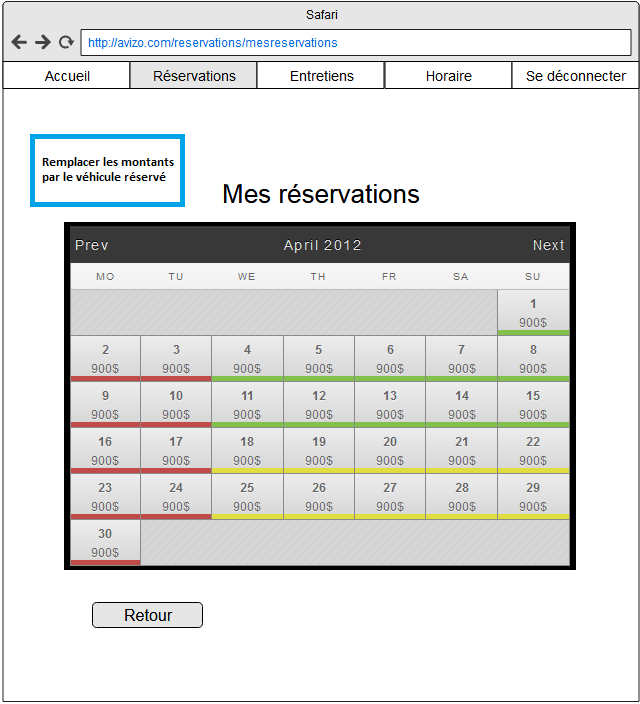 Safari
http://avizo.com/reservations/mesreservations
Accueil Réservations Entretiens Horaire Se déconnecter
Remplacer les montants
par le véhicule réservé
Mes réservations
Prev April 2012 Next
MO TU WE TH FR SA SU
1
900$
2 3 4 5 6 7 8
900$ 900$ 900$ 900$ 900$ 900$ 900$
9 10 11 12 13 14 15
900$ 900$ 900$ 900$ 900$ 900$ 900$
16 17 18 19 20 21 22
900$ 900$ 900$ 900$ 900$ 900$ 900$
23 24 25 26 27 28 29
900$ 900$ 900$ 900$ 900$ 900$ 900$
30
900$
Retour